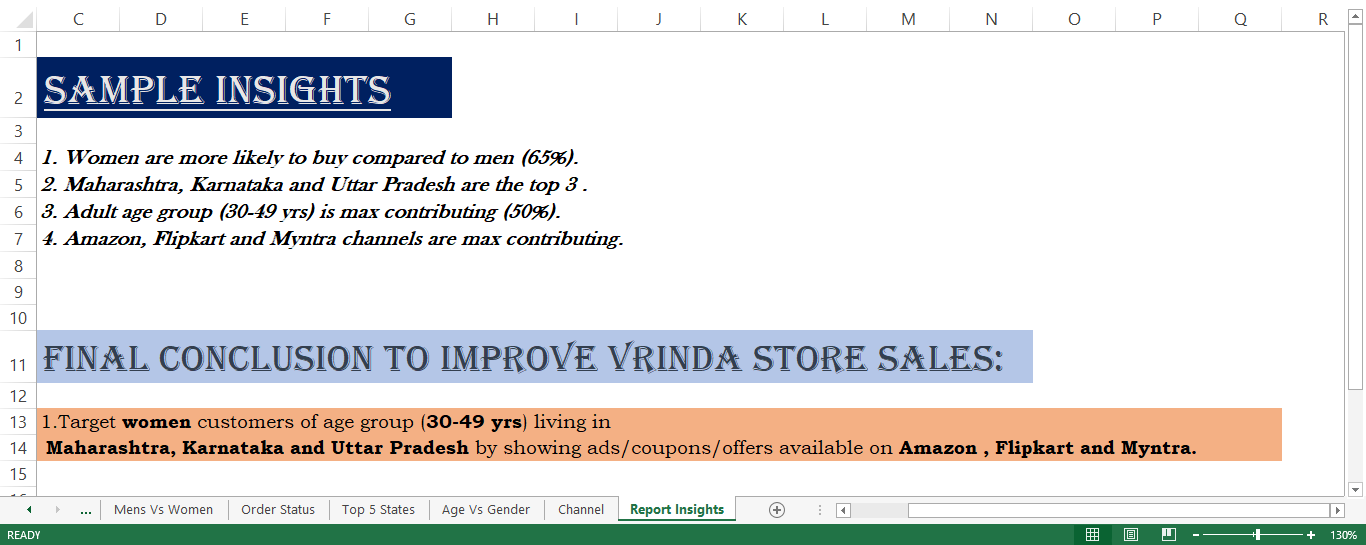 C D E F G H I J K L M N O P Q R
1
2 SAMPLE INSIGHTS
3
4 1. Women are more likely to buy compared to men (65%).
5 2. Maharashtra, Karnataka and Uttar Pradesh are the top 3 .
6 3. Adult age group (30-49 yrs) is max contributing (50%).
7 4. Amazon, Flipkart and Myntra channels are max contributing.
8
9
10
11 FINAL CONCLUSION TO IMPROVE VRINDA STORE SALES:
12
13 1.Target women customers of age group (30-49 yrs) living in
14 Maharashtra, Karnataka and Uttar Pradesh by showing ads/coupons/offers available on Amazon , Flipkart and Myntra.
15
... Mens Vs Women Order Status Top 5 States Age Vs Gender Channel Report Insights
READY 130%